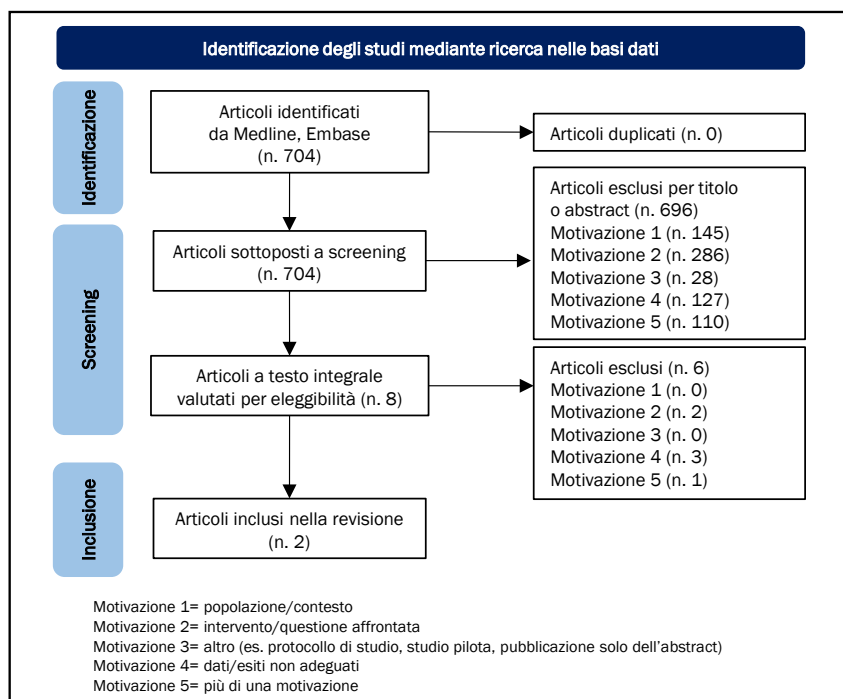 Identificazione degli studi mediante ricerca nelle basi dati
Identificazione
Articoli identificati
da Medline, Embase
(n. 704)
Articoli duplicati (n. 0)
Screening
Articoli sottoposti a screening
(n. 704)
Articoli esclusi per titolo
o abstract (n. 696)
Motivazione 1 (n. 145)
Motivazione 2 (n. 286)
Motivazione 3 (n. 28)
Motivazione 4 (n. 127)
Motivazione 5 (n. 110)
Articoli a testo integrale
valutati per eleggibilità (n. 8)
Articoli esclusi (n. 6)
Motivazione 1 (n. 0)
Motivazione 2 (n. 2)
Motivazione 3 (n. 0)
Motivazione 4 (n. 3)
Motivazione 5 (n. 1)
Inclusione
Articoli inclusi nella revisione
(n. 2)
Motivazione 1= popolazione/contesto
Motivazione 2= intervento/questione affrontata
Motivazione 3= altro (es. protocollo di studio, studio pilota, pubblicazione solo dell'abstract)
Motivazione 4= dati/esiti non adeguati
Motivazione 5= più di una motivazione